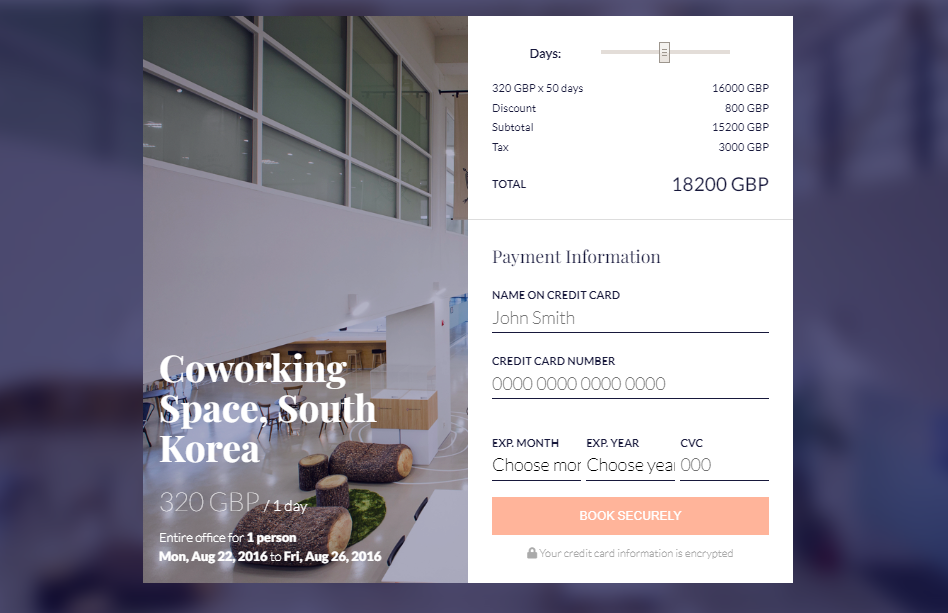 Coworking
Space, South
Korea
320 GBP / 1 day
Entire office for 1 person
Mon, Aug 22, 2016 to Fri, Aug 26, 2016
Days:
320 GBP x 50 days 16000 GBP
Discount 800 GBP
Subtotal 15200 GBP
Tax 3000 GBP
TOTAL 18200 GBP
Payment Information
NAME ON CREDIT CARD
John Smith
CREDIT CARD NUMBER
0000 0000 0000 0000
EXP. MONTH EXP. YEAR CVC
Choose mor Choose yea 000
BOOK SECURELY
Your credit card information is encrypted